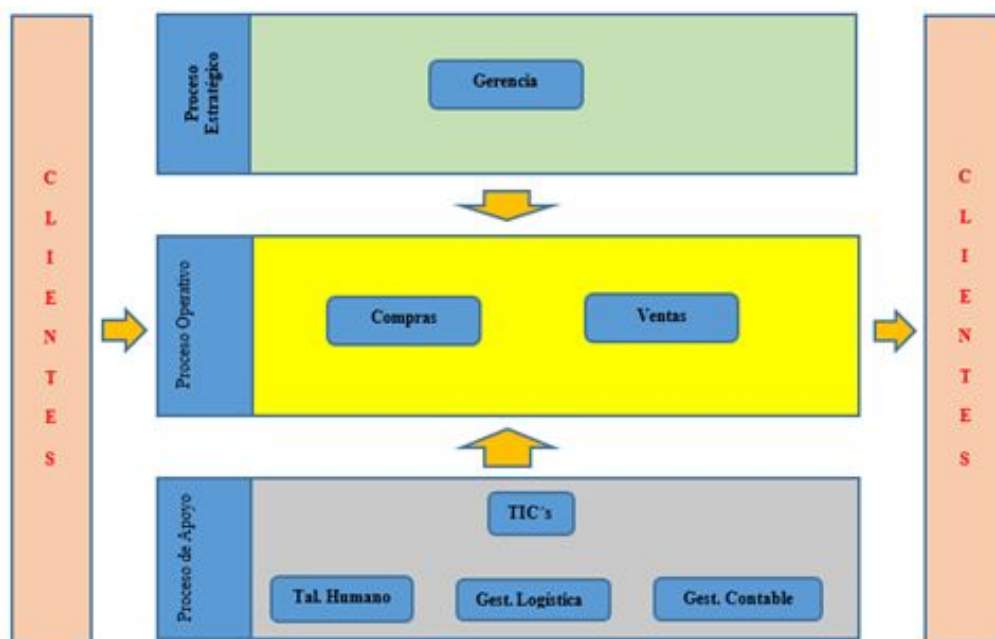 C
L
I
E
N
T
E
S
Proceso
Estratégico
Gerencia
Proceso Operativo
Compras
Ventas
Proceso de Apoyo
TIC´s
Tal. Humano
Gest. Logística
Gest. Contable
C
L
I
E
N
T
E
S